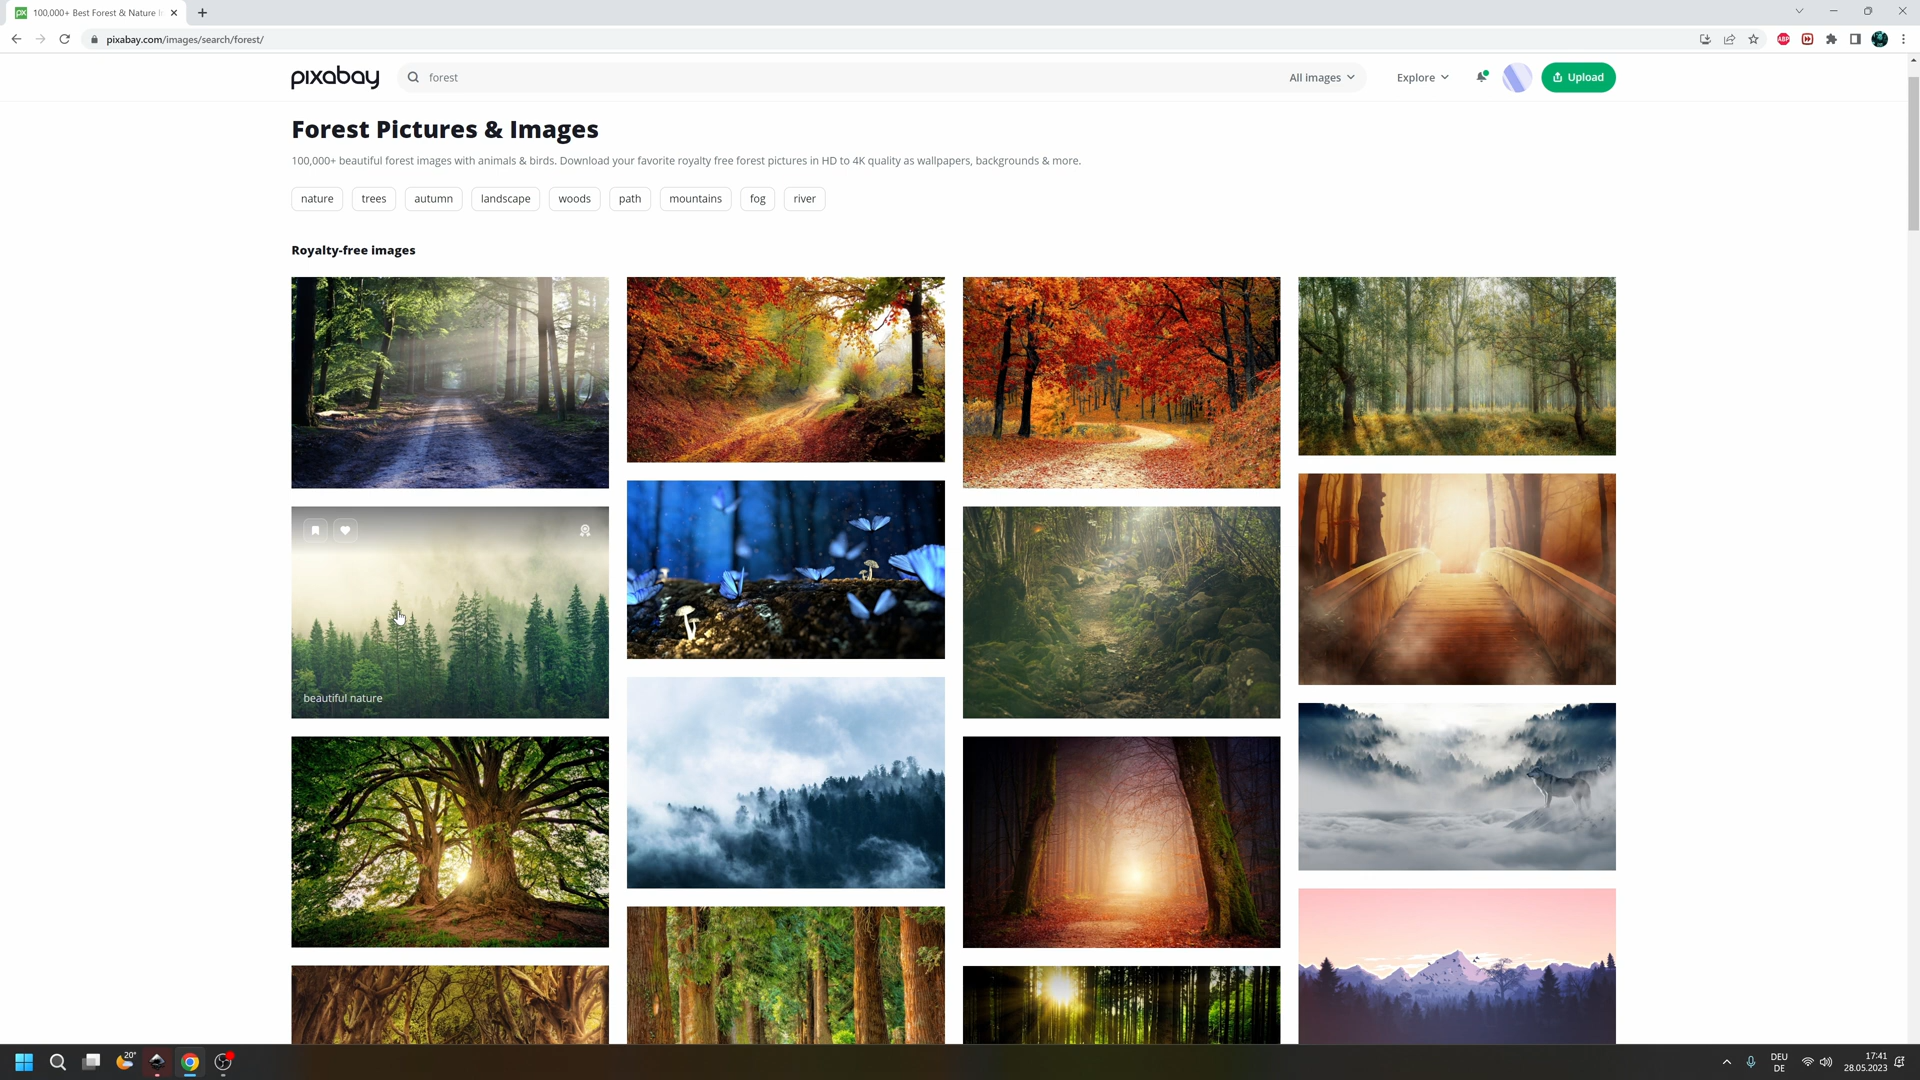 100,000+ Best Forest & Nature I
pixabay.com/images/search/forest/
ABP
pixabay
forest
All images
Explore
Upload
Forest Pictures & Images
100,000+ beautiful forest images with animals & birds. Download your favorite royalty free forest pictures in HD to 4K quality as wallpapers, backgrounds & more.
nature
trees
autumn
landscape
woods
path
mountains
fog
river
Royalty-free images
beautiful nature
20°
DEU
DE
17:41
28.05.2023